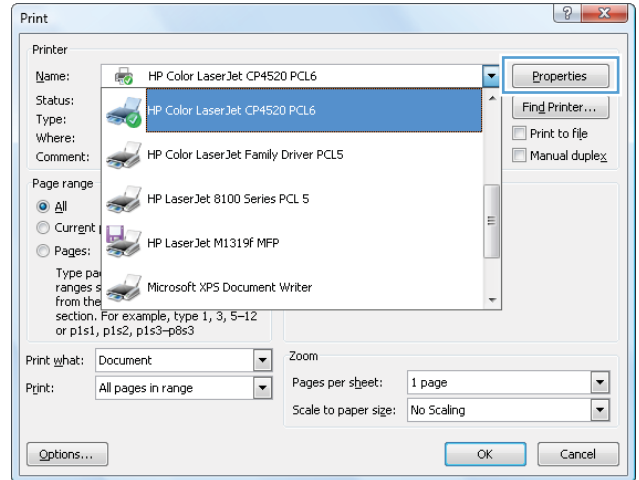 Print
Printer
Name: HP Color LaserJet CP4520 PCL6 Properties
Status:
HP Color LaserJet CP4520 PCL6 Find Printer...
Type:
Where: Print to file
Comment: HP Color LaserJet Family Driver PCL5 Manual duplex
Page range
All HP LaserJet 8100 Series PCL 5
Current
Pages: HP LaserJet M1319f MFP
Type
ranges
Microsoft XPS Document Writer
from the
section. For example, type 1, 3, 5–12
or p1s1, p1s2, p1s3–p8s3
Print what: Document Zoom
Print: All pages in range Pages per sheet: 1 page
Scale to paper size: No Scaling
Options... OK Cancel